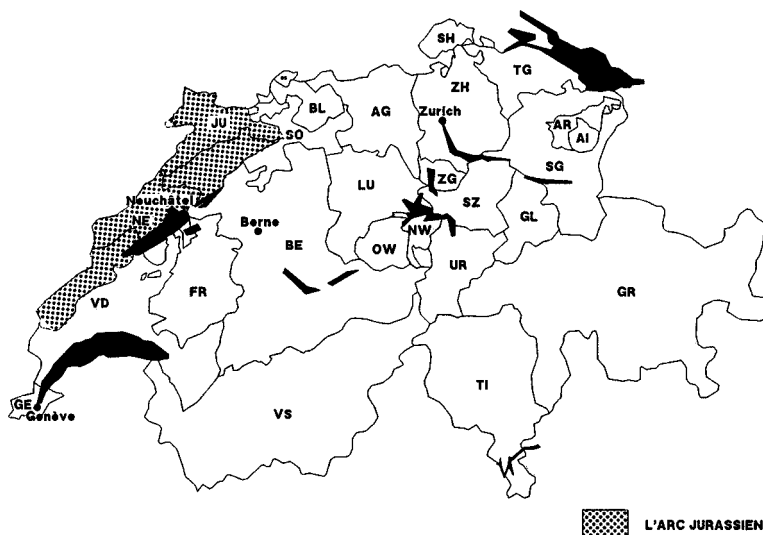 SH
TG
ZH
BS
BL
AG
Zurich
JU
SO
AR
AI
SG
ZG
LU
SZ
Neuchâtel
NE
Berne
BE
GL
NW
OW
UR
FR
VD
GR
TI
GE
Genève
VS
L'ARC JURASSIEN